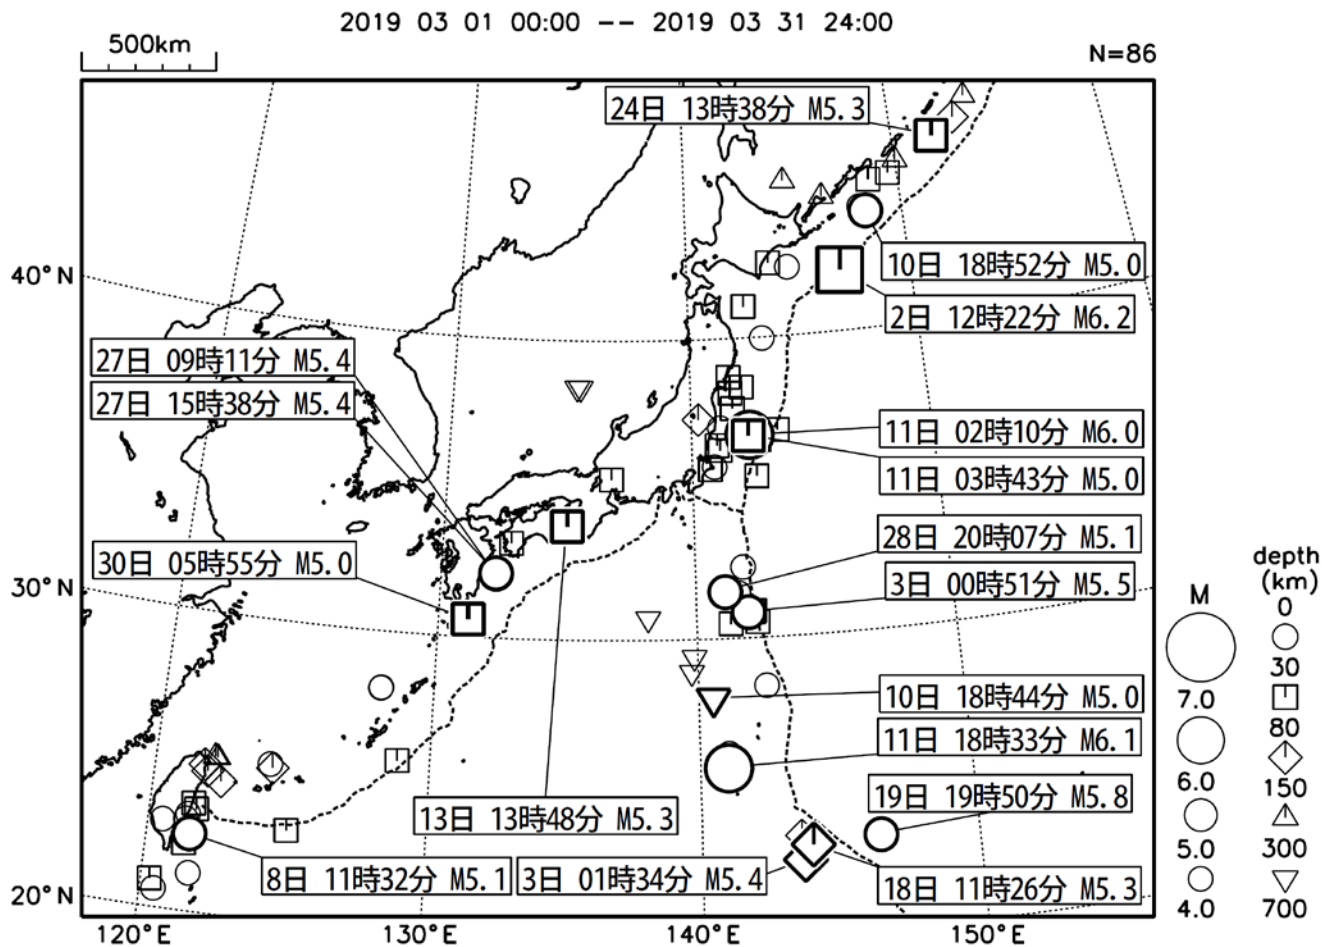 2019 03 01 00:00 -- 2019 03 31 24:00
500km
N=86
24日 13時38分 M5.3
10日 18時52分 M5.0
40°N
2日 12時22分 M6.2
27日 09時11分 M5.4
27日 15時38分 M5.4
11日 02時10分 M6.0
11日 03時43分 M5.0
28日 20時07分 M5.1
30日 05時55分 M5.0
3日 00時51分 M5.5
30°N
10日 18時44分 M5.0
11日 18時33分 M6.1
19日 19時50分 M5.8
13日 13時48分 M5.3
8日 11時32分 M5.1
3日 01時34分 M5.4
18日 11時26分 M5.3
20°N
120°E
130°E
140°E
150°E
M
7.0
6.0
5.0
4.0
depth
(km)
0
30
80
150
300
700